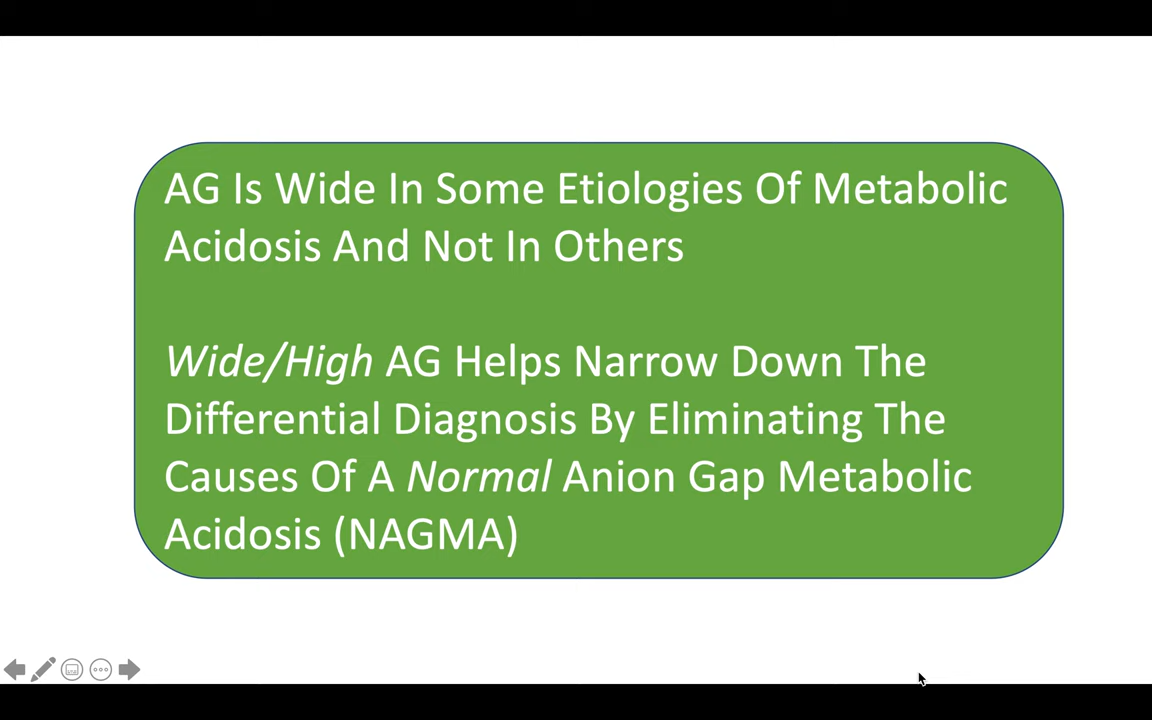 AG Is Wide In Some Etiologies Of Metabolic
Acidosis And Not In Others
Wide/High AG Helps Narrow Down The
Differential Diagnosis By Eliminating The
Causes Of A Normal Anion Gap Metabolic
Acidosis (NAGMA)